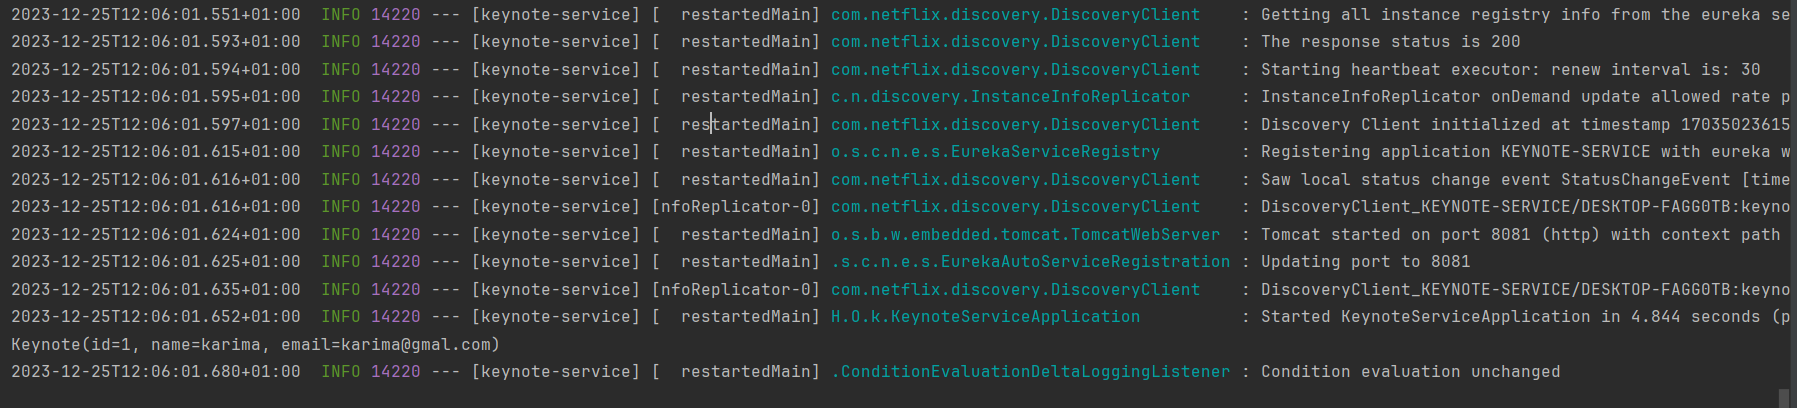 2023-12-25T12:06:01.551+01:00  INFO 14220 --- [keynote-service] [  restartedMain] com.netflix.discovery.DiscoveryClient    : Getting all instance registry info from the eureka se
2023-12-25T12:06:01.593+01:00  INFO 14220 --- [keynote-service] [  restartedMain] com.netflix.discovery.DiscoveryClient    : The response status is 200
2023-12-25T12:06:01.594+01:00  INFO 14220 --- [keynote-service] [  restartedMain] com.netflix.discovery.DiscoveryClient    : Starting heartbeat executor: renew interval is: 30
2023-12-25T12:06:01.595+01:00  INFO 14220 --- [keynote-service] [  restartedMain] c.n.discovery.InstanceInfoReplicator     : InstanceInfoReplicator onDemand update allowed rate p
2023-12-25T12:06:01.597+01:00  INFO 14220 --- [keynote-service] [  restartedMain] com.netflix.discovery.DiscoveryClient    : Discovery Client initialized at timestamp 17035023615
2023-12-25T12:06:01.615+01:00  INFO 14220 --- [keynote-service] [  restartedMain] o.s.c.n.e.s.EurekaServiceRegistry        : Registering application KEYNOTE-SERVICE with eureka w
2023-12-25T12:06:01.616+01:00  INFO 14220 --- [keynote-service] [  restartedMain] com.netflix.discovery.DiscoveryClient    : Saw local status change event StatusChangeEvent [time
2023-12-25T12:06:01.616+01:00  INFO 14220 --- [keynote-service] [nfoReplicator-0] com.netflix.discovery.DiscoveryClient    : DiscoveryClient_KEYNOTE-SERVICE/DESKTOP-FAGG0TB:keyno
2023-12-25T12:06:01.624+01:00  INFO 14220 --- [keynote-service] [  restartedMain] o.s.b.w.embedded.tomcat.TomcatWebServer  : Tomcat started on port 8081 (http) with context path
2023-12-25T12:06:01.625+01:00  INFO 14220 --- [keynote-service] [  restartedMain] .s.c.n.e.s.EurekaAutoServiceRegistration : Updating port to 8081
2023-12-25T12:06:01.635+01:00  INFO 14220 --- [keynote-service] [nfoReplicator-0] com.netflix.discovery.DiscoveryClient    : DiscoveryClient_KEYNOTE-SERVICE/DESKTOP-FAGG0TB:keyno
2023-12-25T12:06:01.652+01:00  INFO 14220 --- [keynote-service] [  restartedMain] H.O.k.KeynoteServiceApplication          : Started KeynoteServiceApplication in 4.844 seconds (p
Keynote(id=1, name=karima, email=karima@gmal.com)
2023-12-25T12:06:01.680+01:00  INFO 14220 --- [keynote-service] [  restartedMain] .ConditionEvaluationDeltaLoggingListener : Condition evaluation unchanged